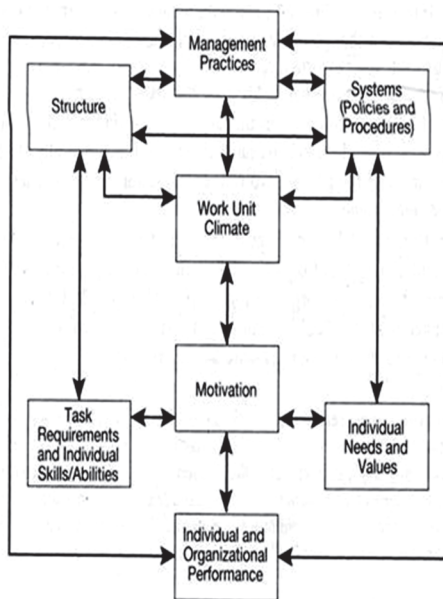 Management
Practices
Structure
Systems
(Policies and
Procedures)
Work Unit
Climate
Motivation
Task
Requirements
and Individual
Skills/Abilities
Individual
Needs and
Values
Individual and
Organizational
Performance